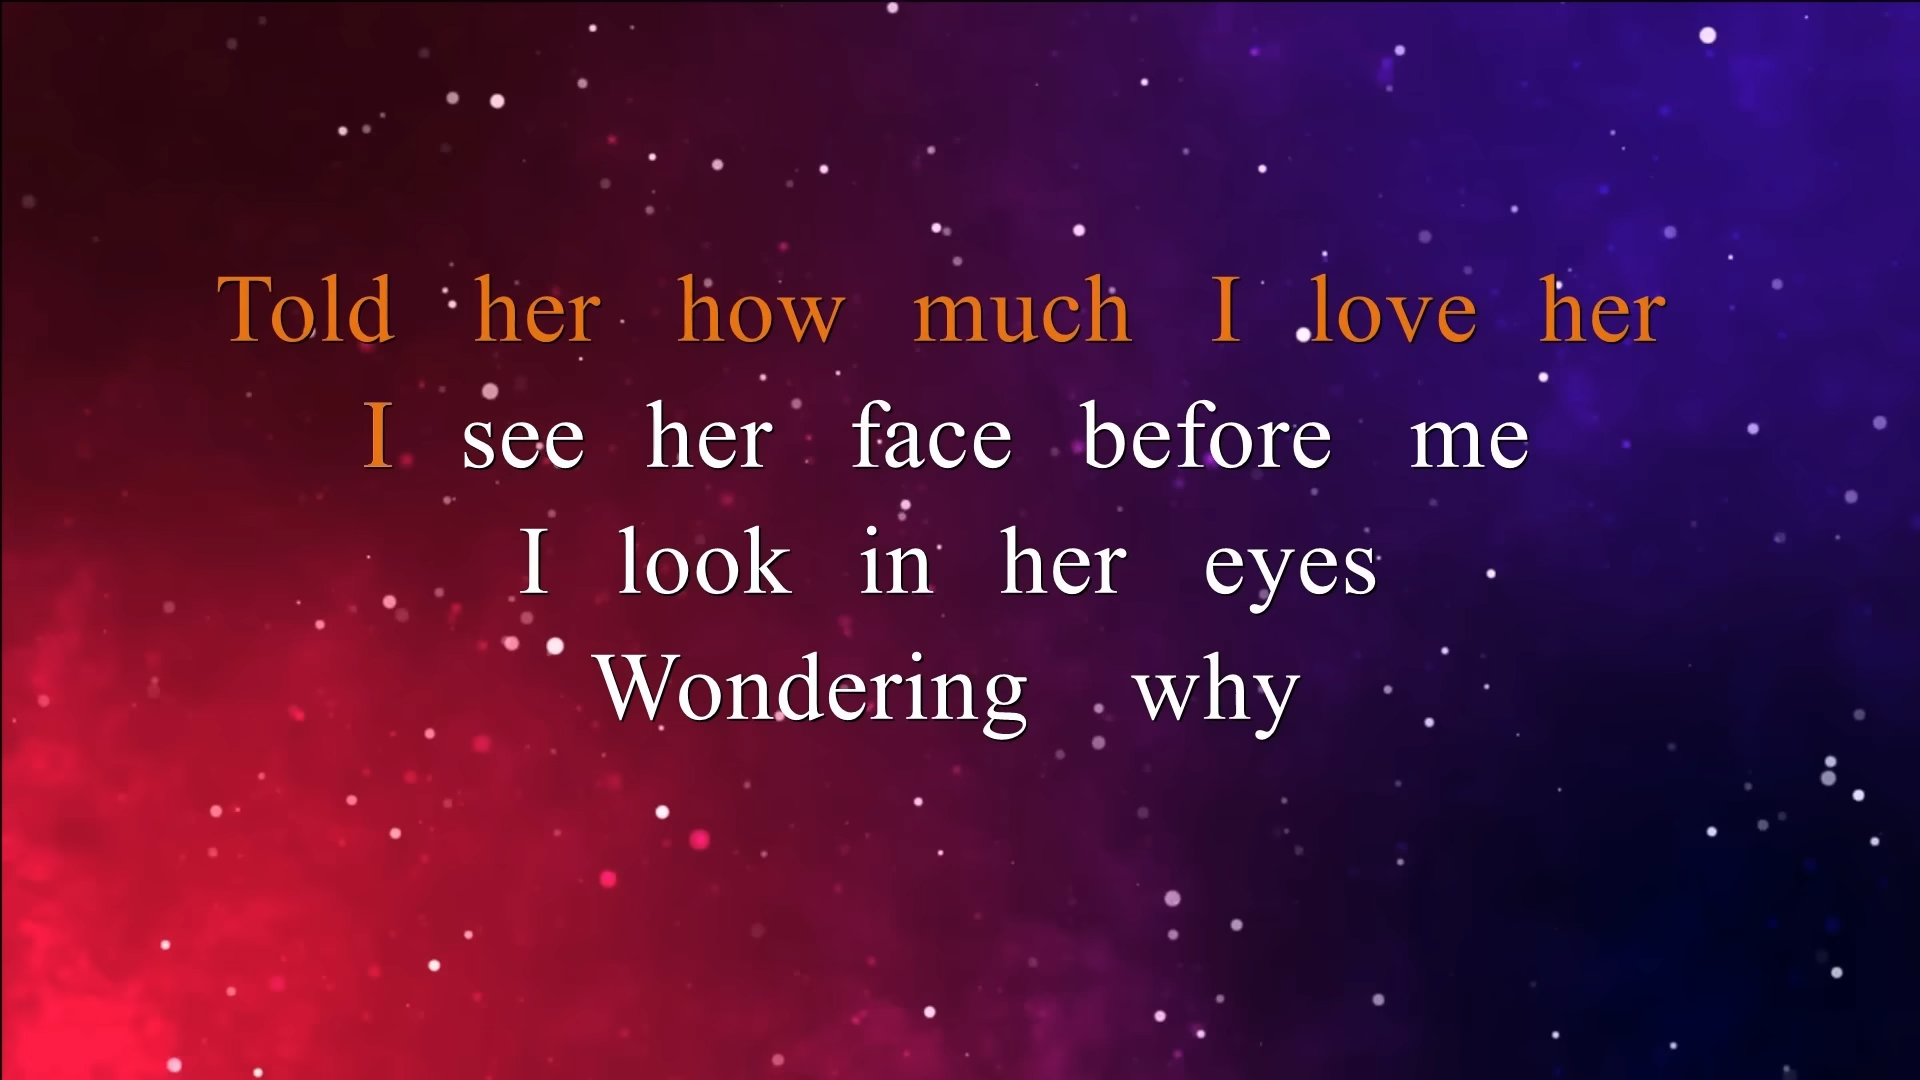 Told her how much I love her
I see her face before me
I look in her eyes
Wondering why